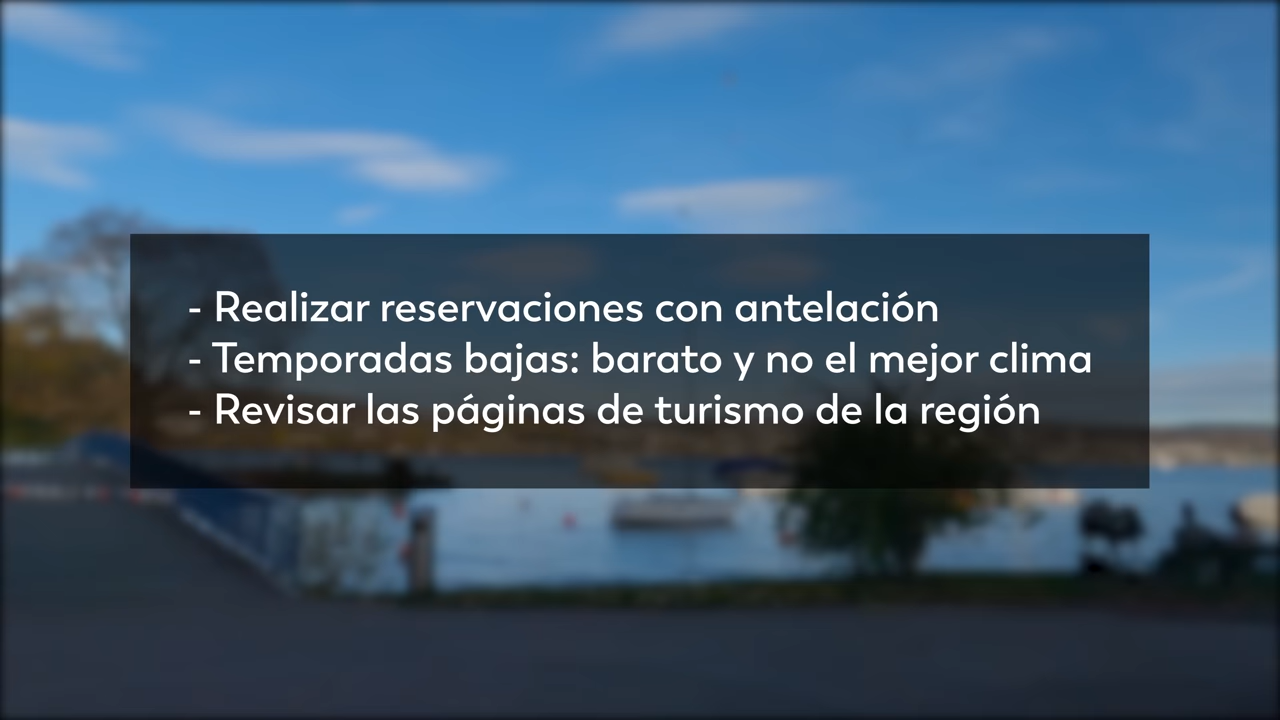 - Realizar reservaciones con antelación
- Temporadas bajas: barato y no el mejor clima
- Revisar las páginas de turismo de la región